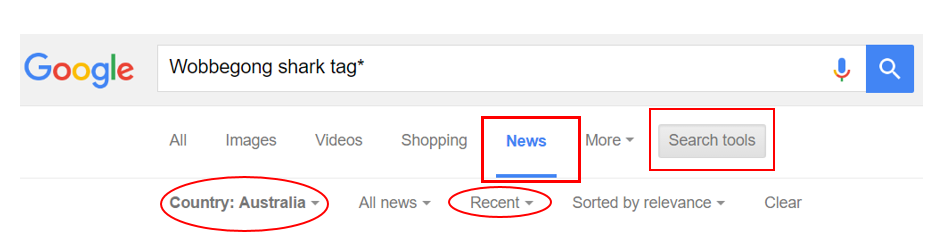 Google Wobbegong shark tag*
All Images Videos Shopping News More Search tools
Country: Australia All news Recent Sorted by relevance Clear